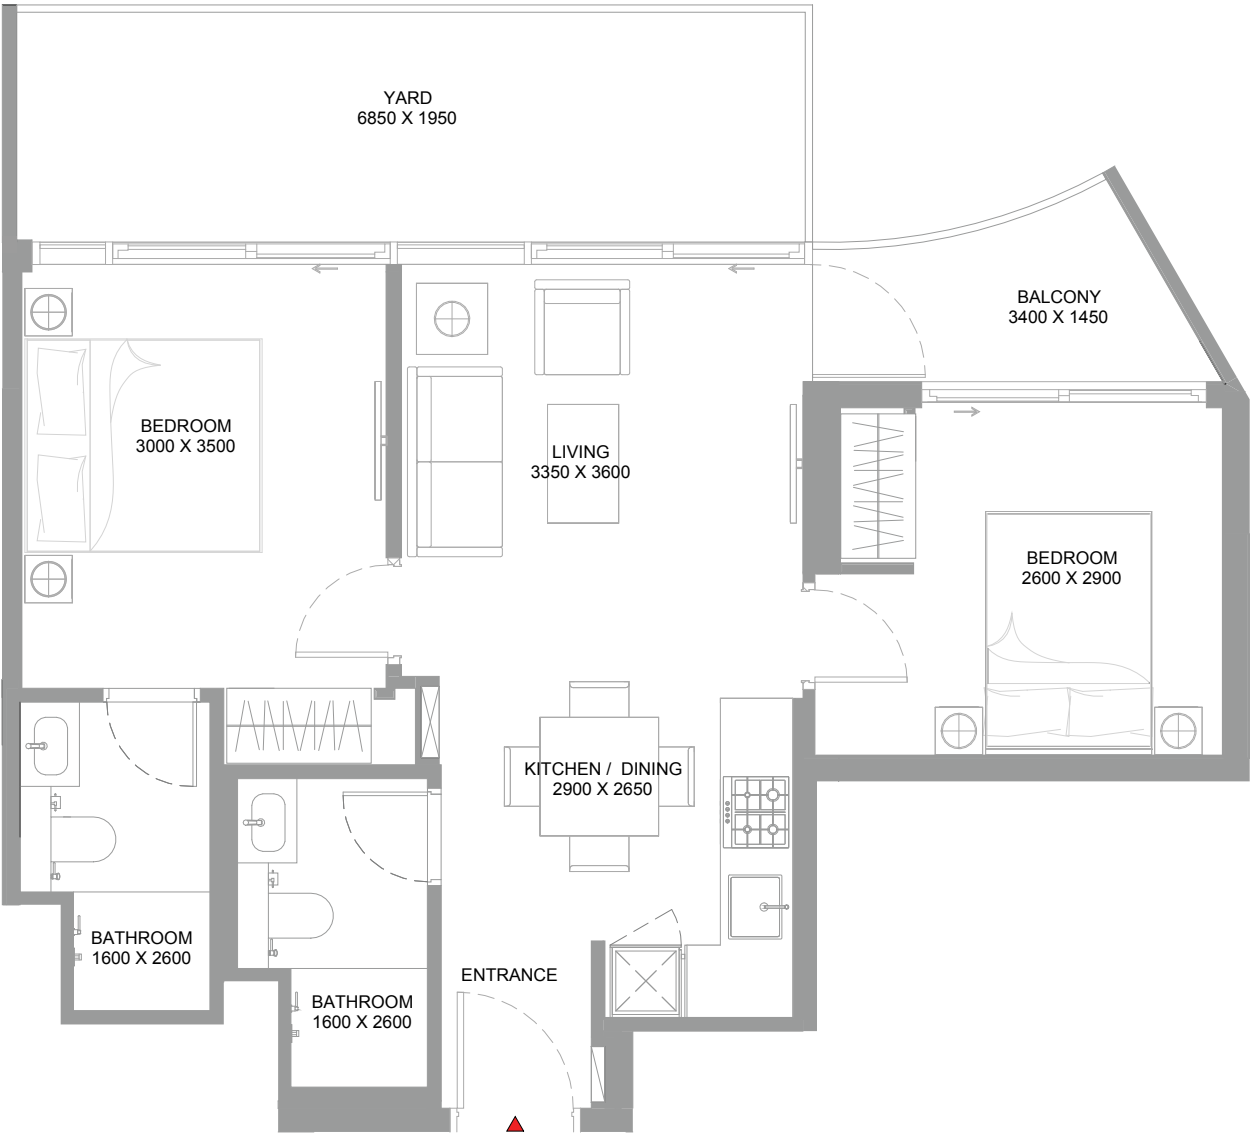 YARD
6850 X 1950
BALCONY
3400 X 1450
BEDROOM
3000 X 3500
LIVING
3350 X 3600
BEDROOM
2600 X 2900
KITCHEN / DINING
2900 X 2650
BATHROOM
1600 X 2600
ENTRANCE
BATHROOM
1600 X 2600